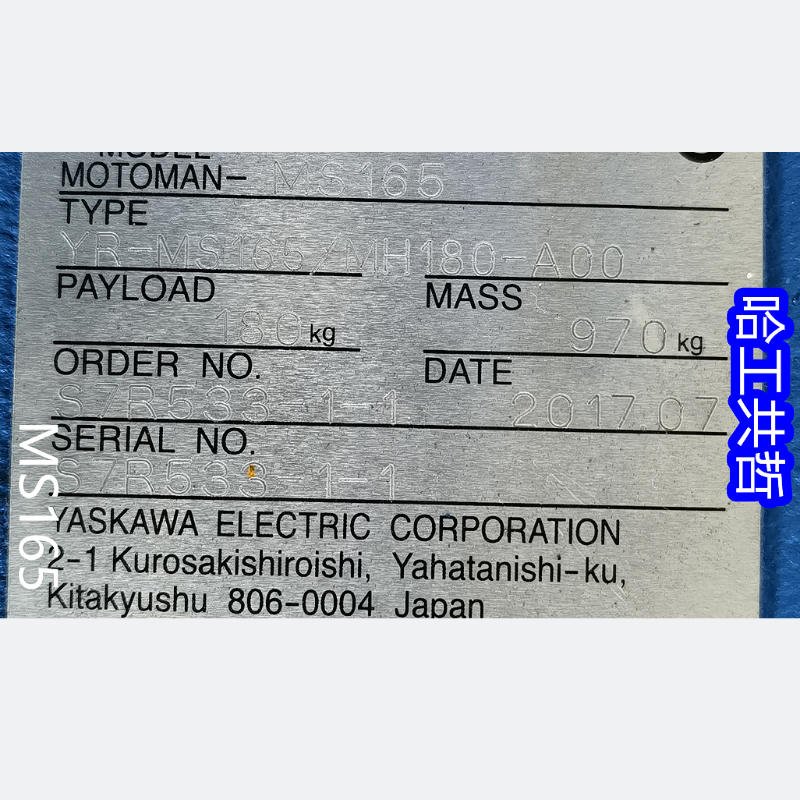 MODEL
MOTOMAN- MS165
TYPE
YR-MS165/MH180-A00
PAYLOAD MASS
180 kg 970 kg
ORDER NO. DATE
S7R533-1-1 2017.07
SERIAL NO.
S7R533-1-1
YASKAWA ELECTRIC CORPORATION
2-1 Kurosakishiroishi, Yahatanishi-ku,
Kitakyushu 806-0004 Japan
MS165
哈工共哲